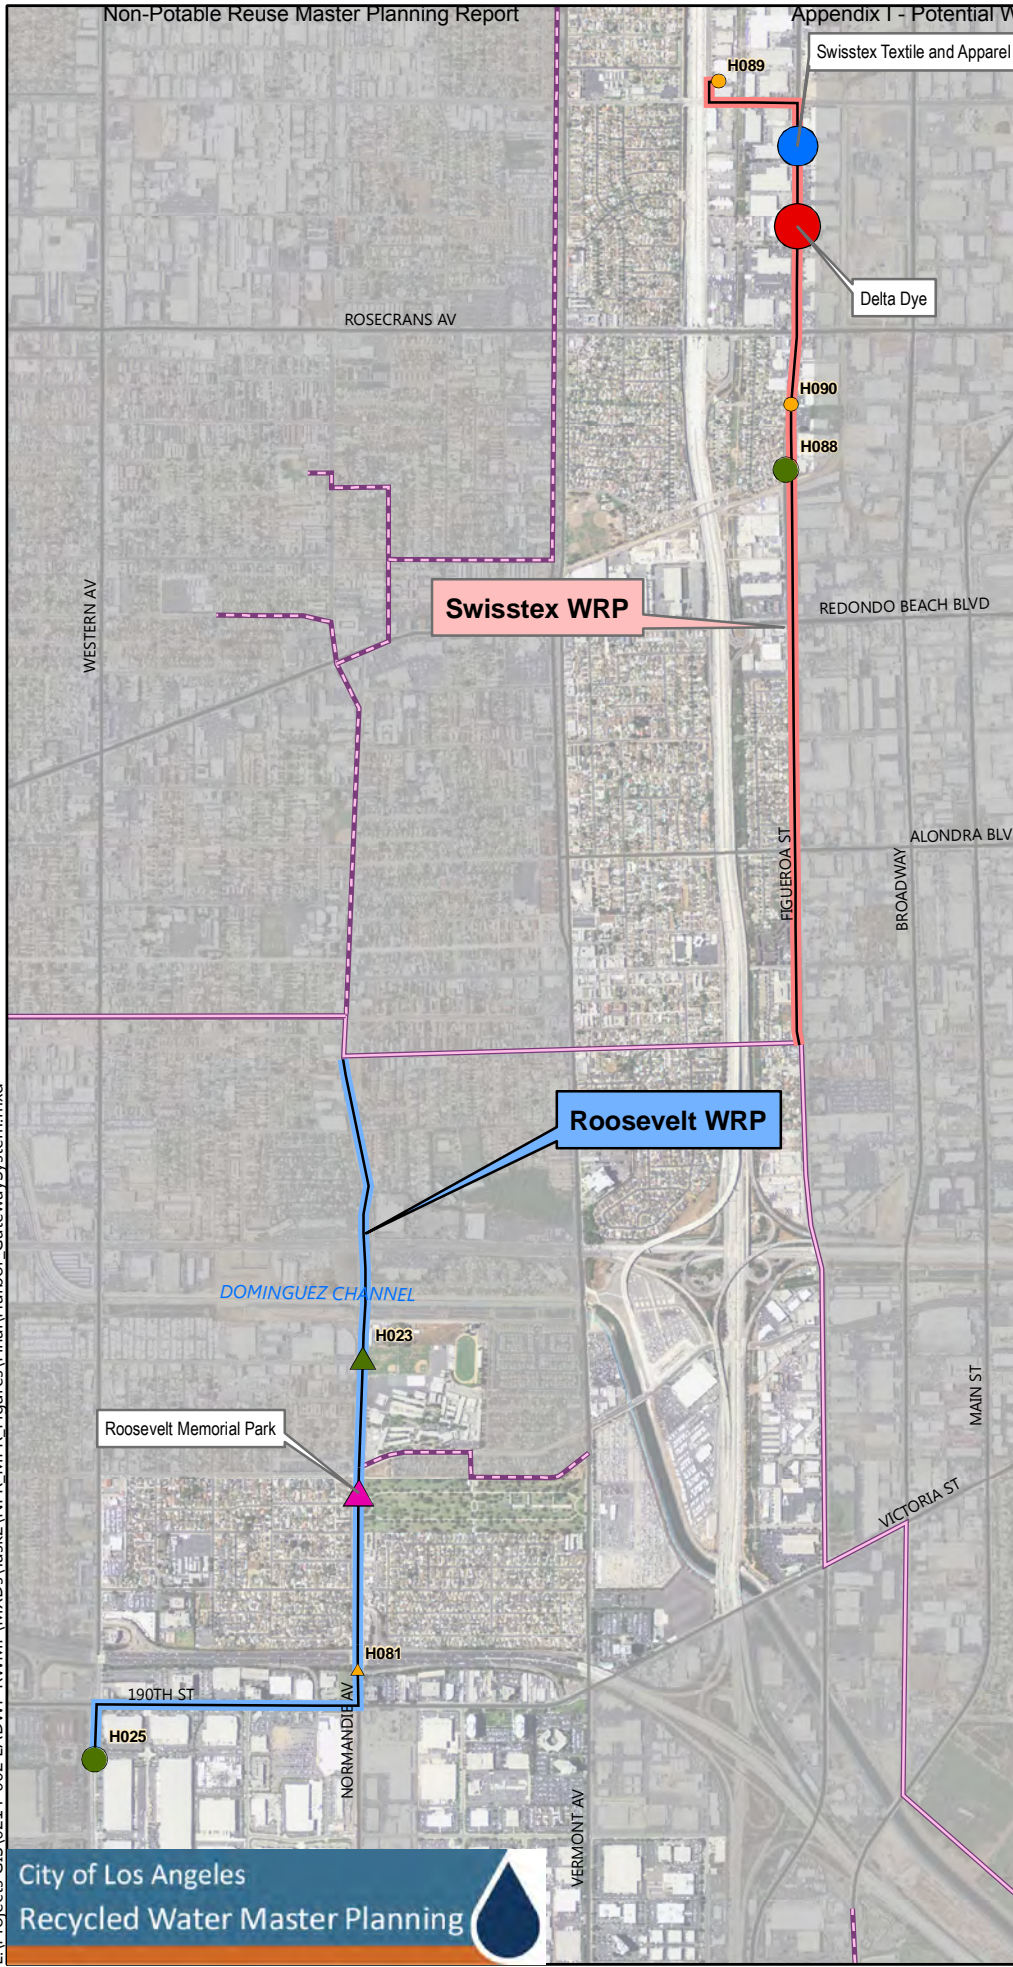 Non-Potable Reuse Master Planning Report
Appendix I - Potential W
Swisstex Textile and Apparel
H089
Delta Dye
ROSECRANS AV
H090
H088
WESTERN AV
Swisstex WRP
REDONDO BEACH BLVD
FIGUEROA ST
ALONDRA BLV
BROADWAY
Roosevelt WRP
DOMINGUEZ CHANNEL
H023
MAIN ST
Roosevelt Memorial Park
VICTORIA ST
H081
190TH ST
NORMANDIE AV
H025
VERMONT AV
City of Los Angeles
Recycled Water Master Planning